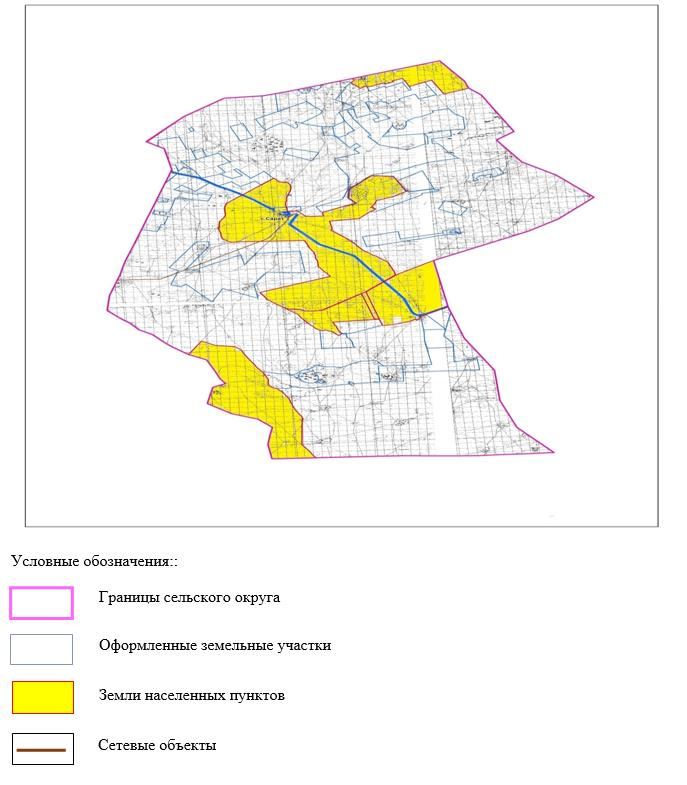 Условные обозначения::
Границы сельского округа
Оформленные земельные участки
Земли населенных пунктов
Сетевые объекты